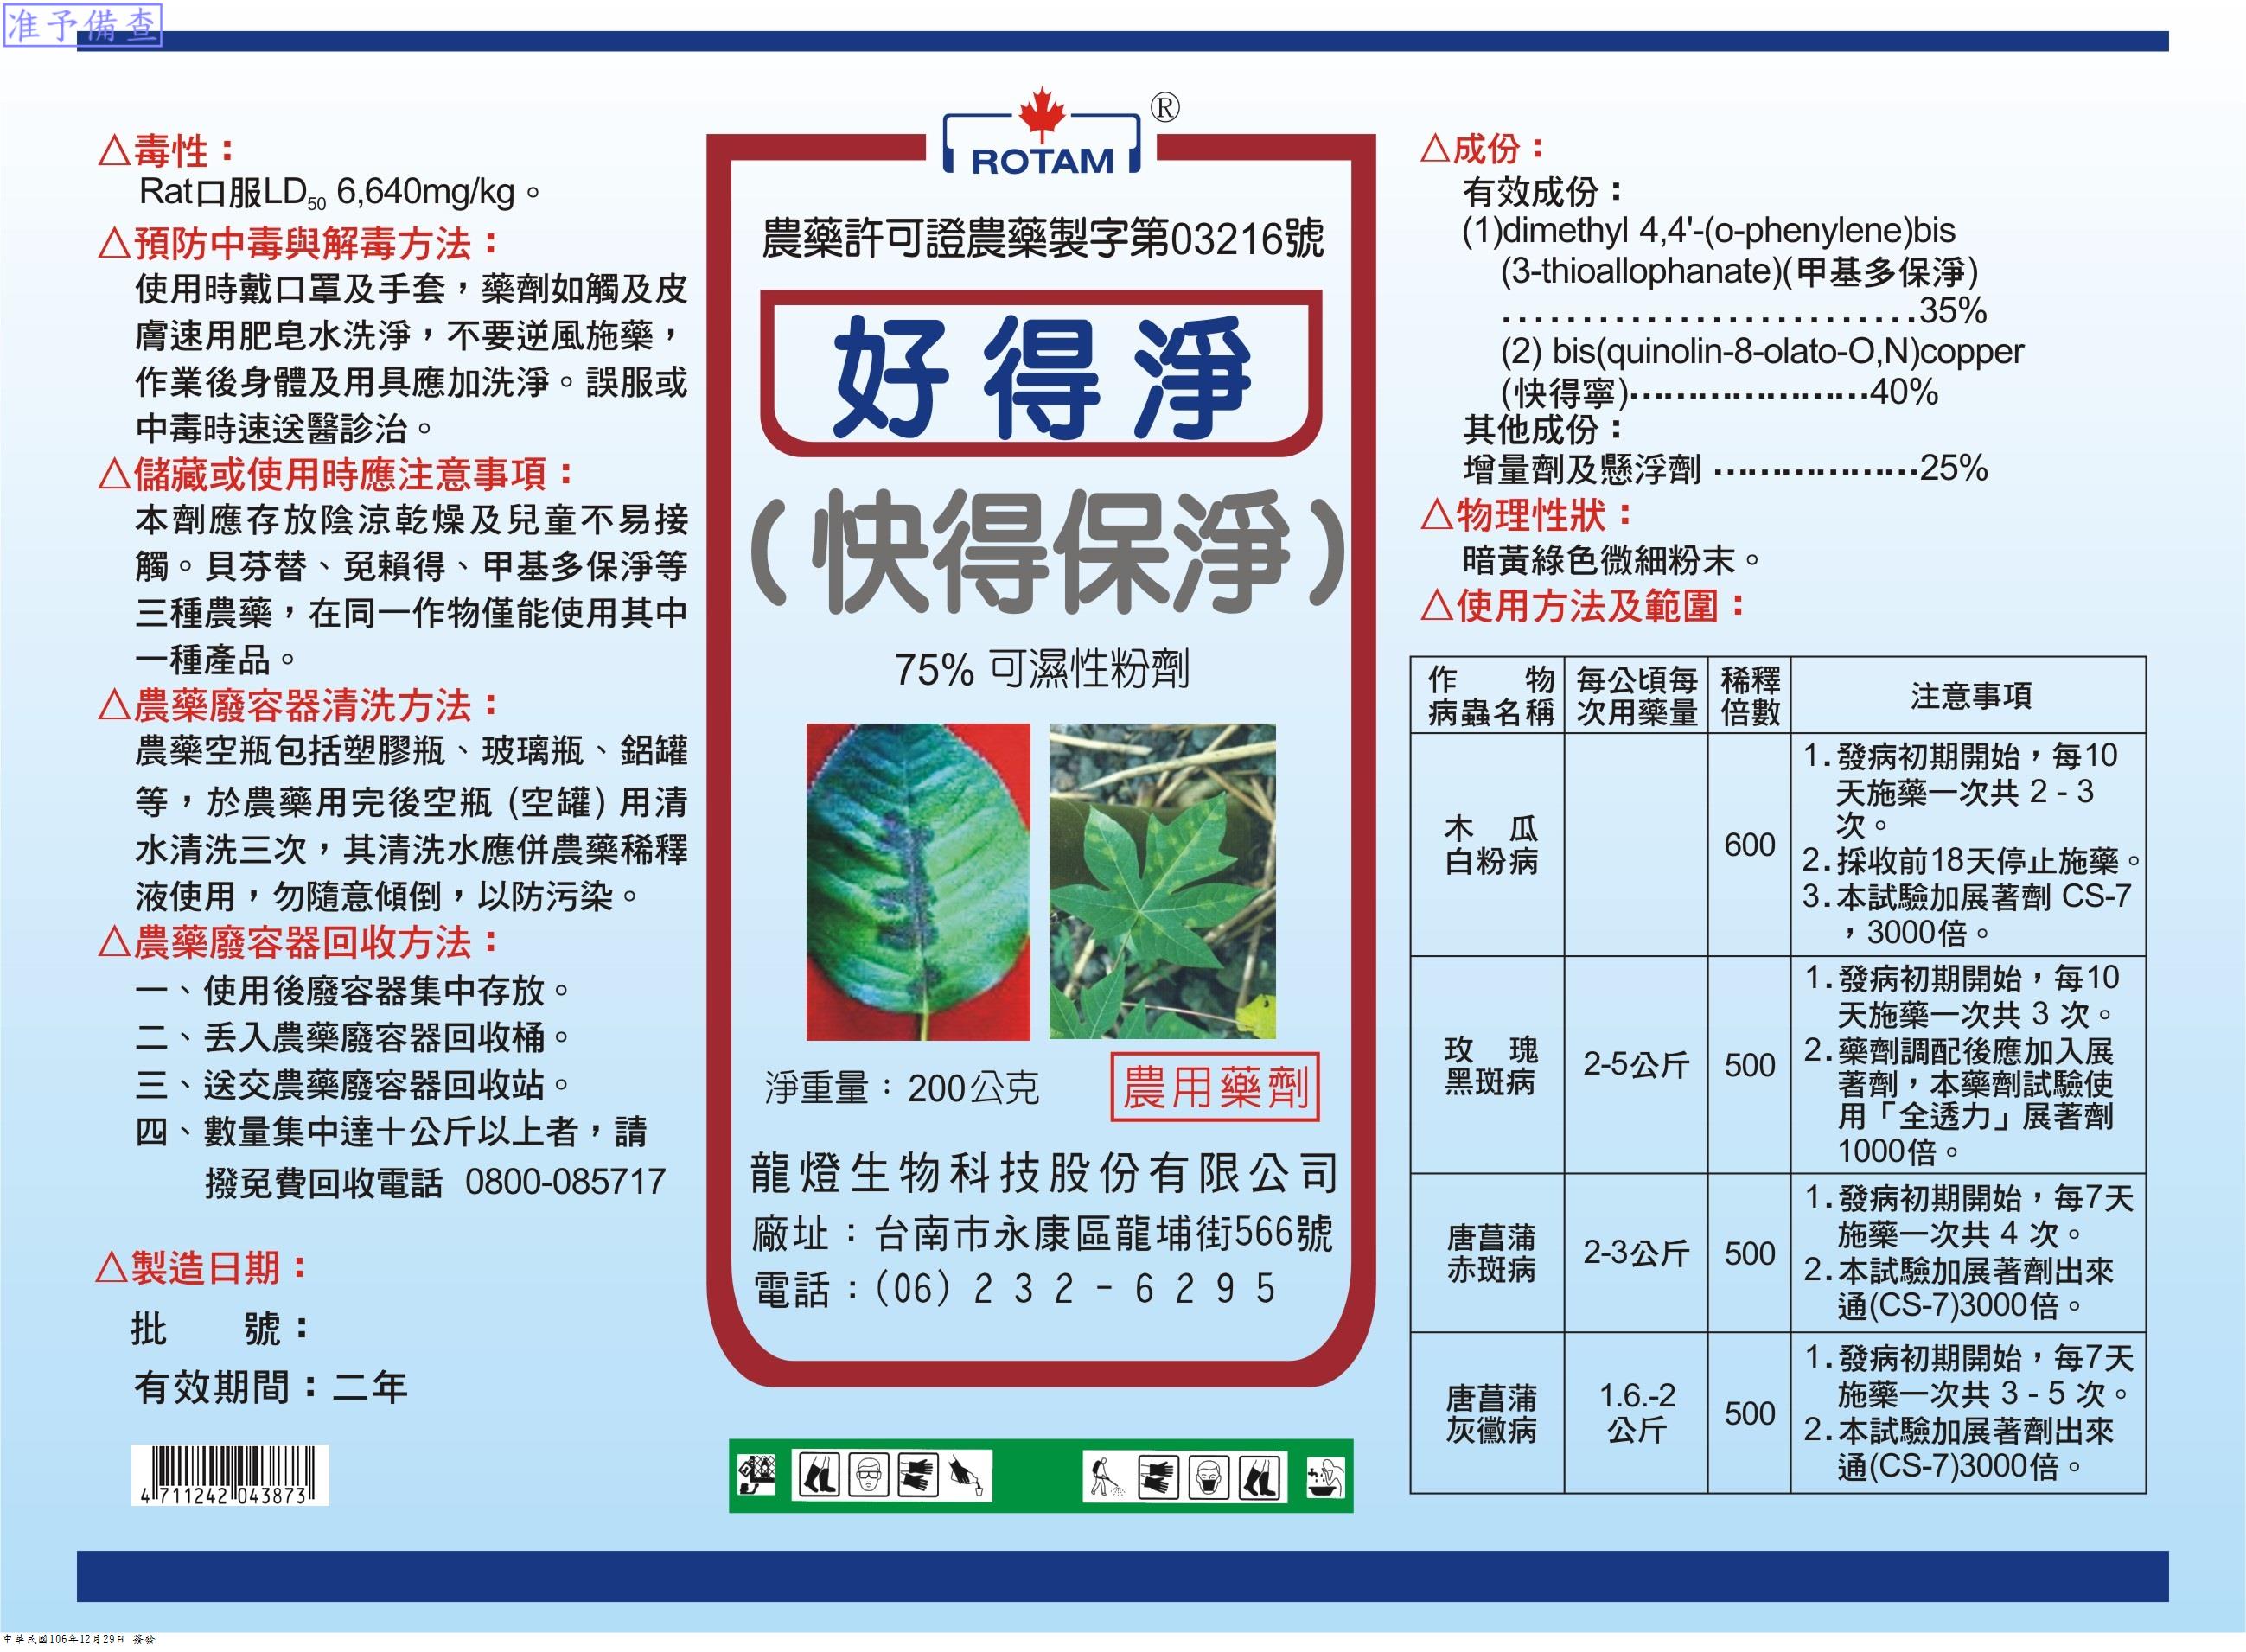 准予備查
△毒性：
Rat口服LD50 6,640mg/kg。
△預防中毒與解毒方法：
使用時戴口罩及手套，藥劑如觸及皮
膚速用肥皂水洗淨，不要逆風施藥，
作業後身體及用具應加洗淨。誤服或
中毒時速送醫診治。
△儲藏或使用時應注意事項：
本劑應存放陰涼乾燥及兒童不易接
觸。貝芬替、免賴得、甲基多保淨等
三種農藥，在同一作物僅能使用其中
一種產品。
△農藥廢容器清洗方法：
農藥空瓶包括塑膠瓶、玻璃瓶、鋁罐
等，於農藥用完後空瓶 (空罐) 用清
水清洗三次，其清洗水應併農藥稀釋
液使用，勿隨意傾倒，以防污染。
△農藥廢容器回收方法：
一、使用後廢容器集中存放。
二、丟入農藥廢容器回收桶。
三、送交農藥廢容器回收站。
四、數量集中達十公斤以上者，請
撥免費回收電話 0800-085717
△製造日期：
批　　號：
有效期間：二年
4 711242 043873
ROTAM ®
農藥許可證農藥製字第03216號
好得淨
(快得保淨)
75% 可濕性粉劑
淨重量：200公克
農用藥劑
龍燈生物科技股份有限公司
廠址：台南市永康區龍埔街566號
電話：(06) 232-6295
△成份：
有效成份：
(1)dimethyl 4,4'-(o-phenylene)bis
(3-thioallophanate)(甲基多保淨)
..........................35%
(2) bis(quinolin-8-olato-O,N)copper
(快得寧)…………………40%
其他成份：
增量劑及懸浮劑 ………………25%
△物理性狀：
暗黃綠色微細粉末。
△使用方法及範圍：
作　　物
病蟲名稱
每公頃每
次用藥量
稀釋
倍數
注意事項
木　瓜
白粉病
600
1.發病初期開始，每10
天施藥一次共 2 - 3
次。
2.採收前18天停止施藥。
3.本試驗加展著劑 CS-7
，3000倍。
玫　瑰
黑斑病
2-5公斤
500
1.發病初期開始，每10
天施藥一次共 3 次。
2.藥劑調配後應加入展
著劑，本藥劑試驗使
用「全透力」展著劑
1000倍。
唐菖蒲
赤斑病
2-3公斤
500
1.發病初期開始，每7天
施藥一次共 4 次。
2.本試驗加展著劑出來
通(CS-7)3000倍。
唐菖蒲
灰黴病
1.6.-2
公斤
500
1.發病初期開始，每7天
施藥一次共 3 - 5 次。
2.本試驗加展著劑出來
通(CS-7)3000倍。
中華民國106年12月29日 簽發